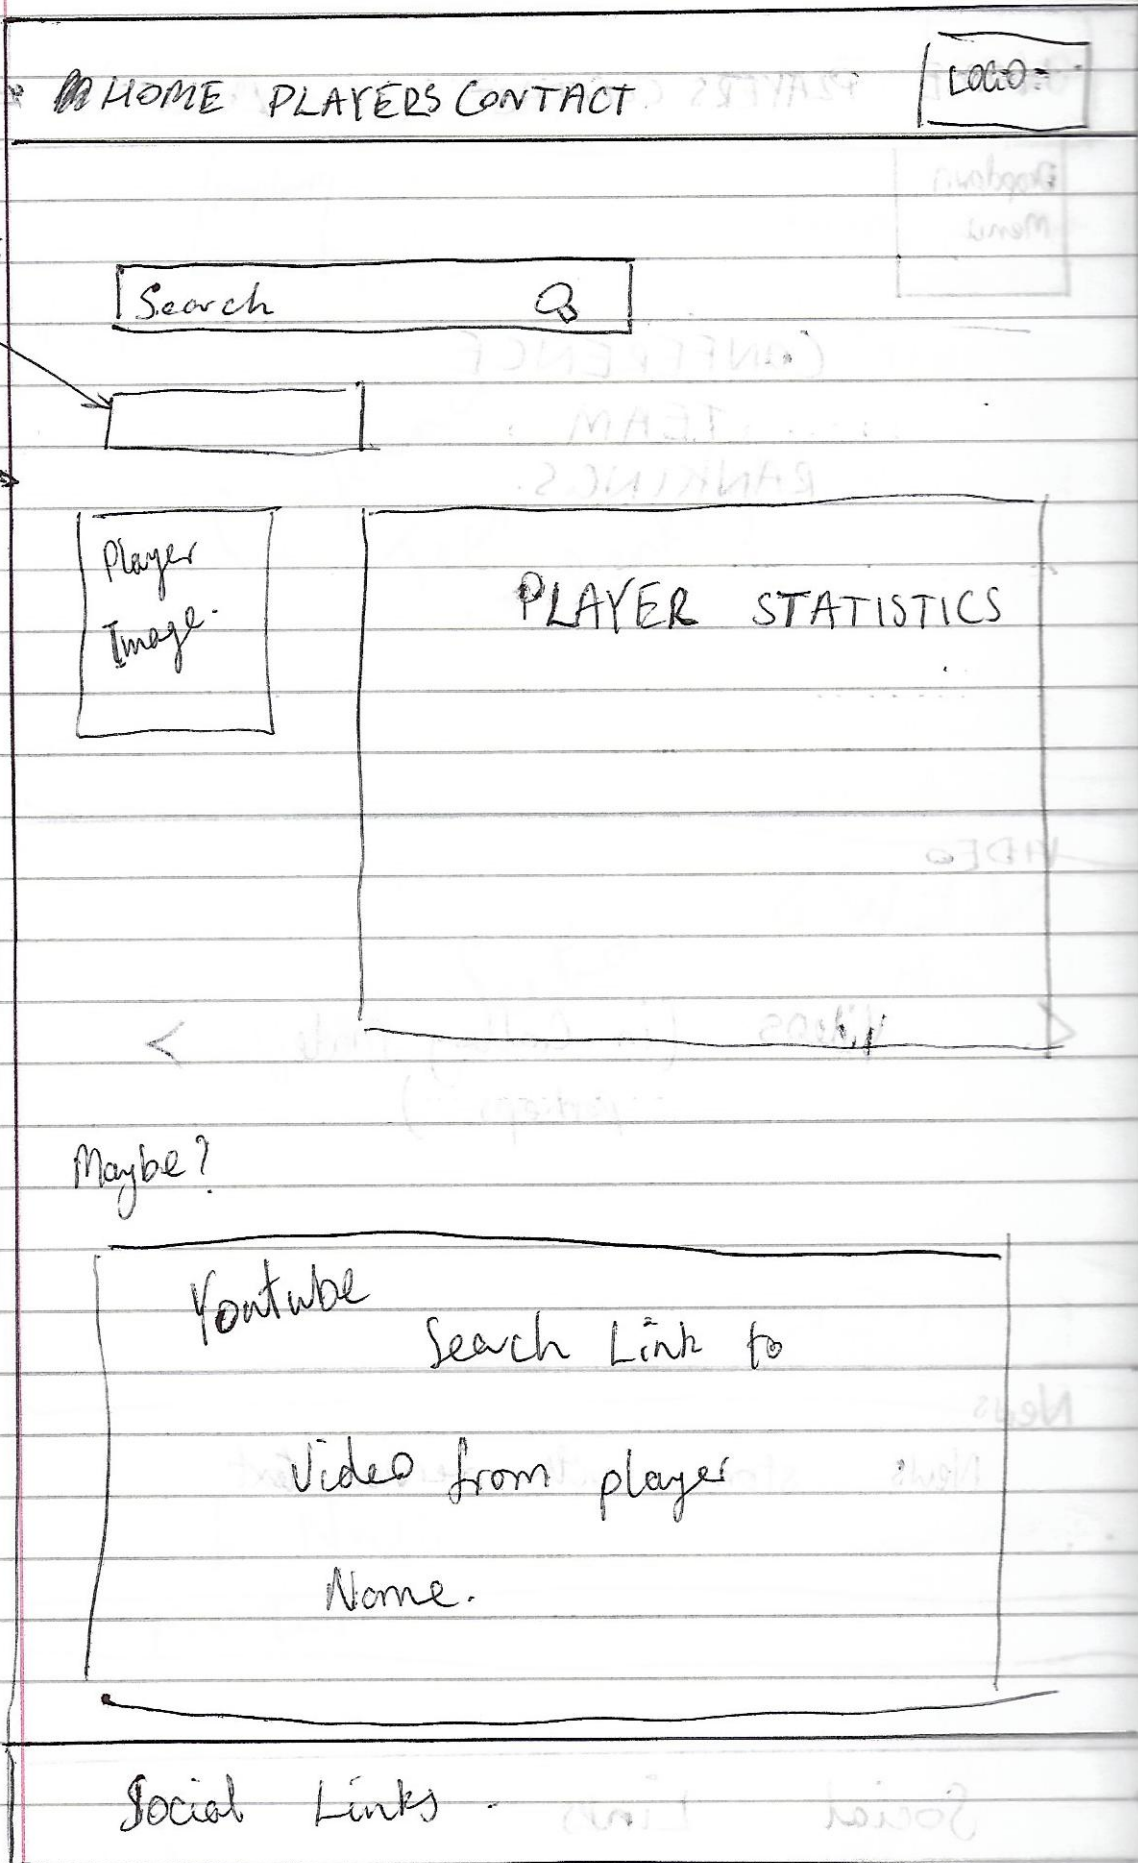 HOME PLAYERS CONTACT
LOGO
Search
Player
Image.
PLAYER STATISTICS
Maybe?
Youtube
Search Link to
Video from player
Name.
Social Links.